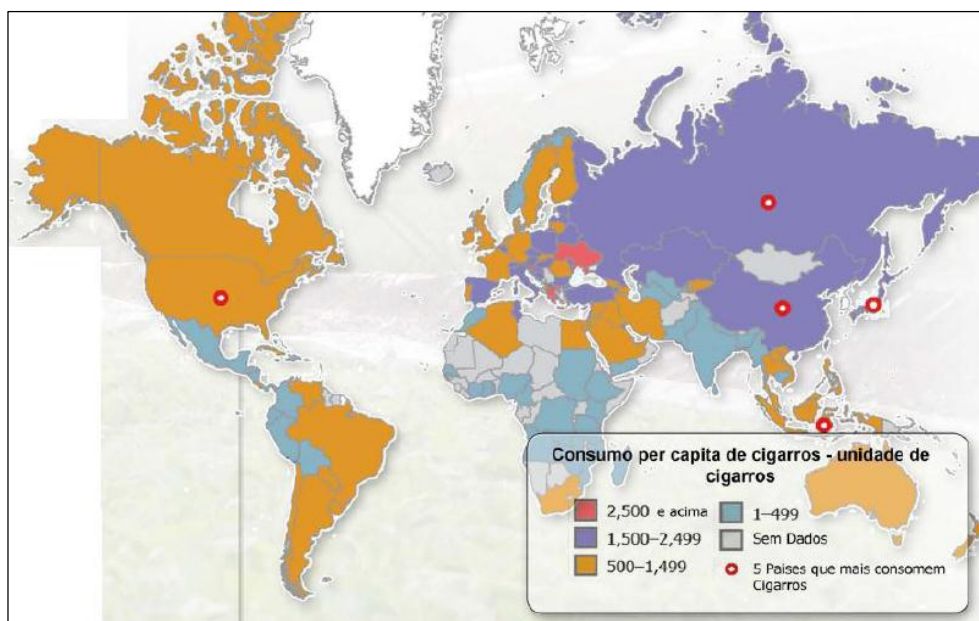 Consumo per capita de cigarros - unidade de
cigarros
2,500 e acima
1,500–2,499
500–1,499
1–499
Sem Dados
5 Paises que mais consomem
Cigarros